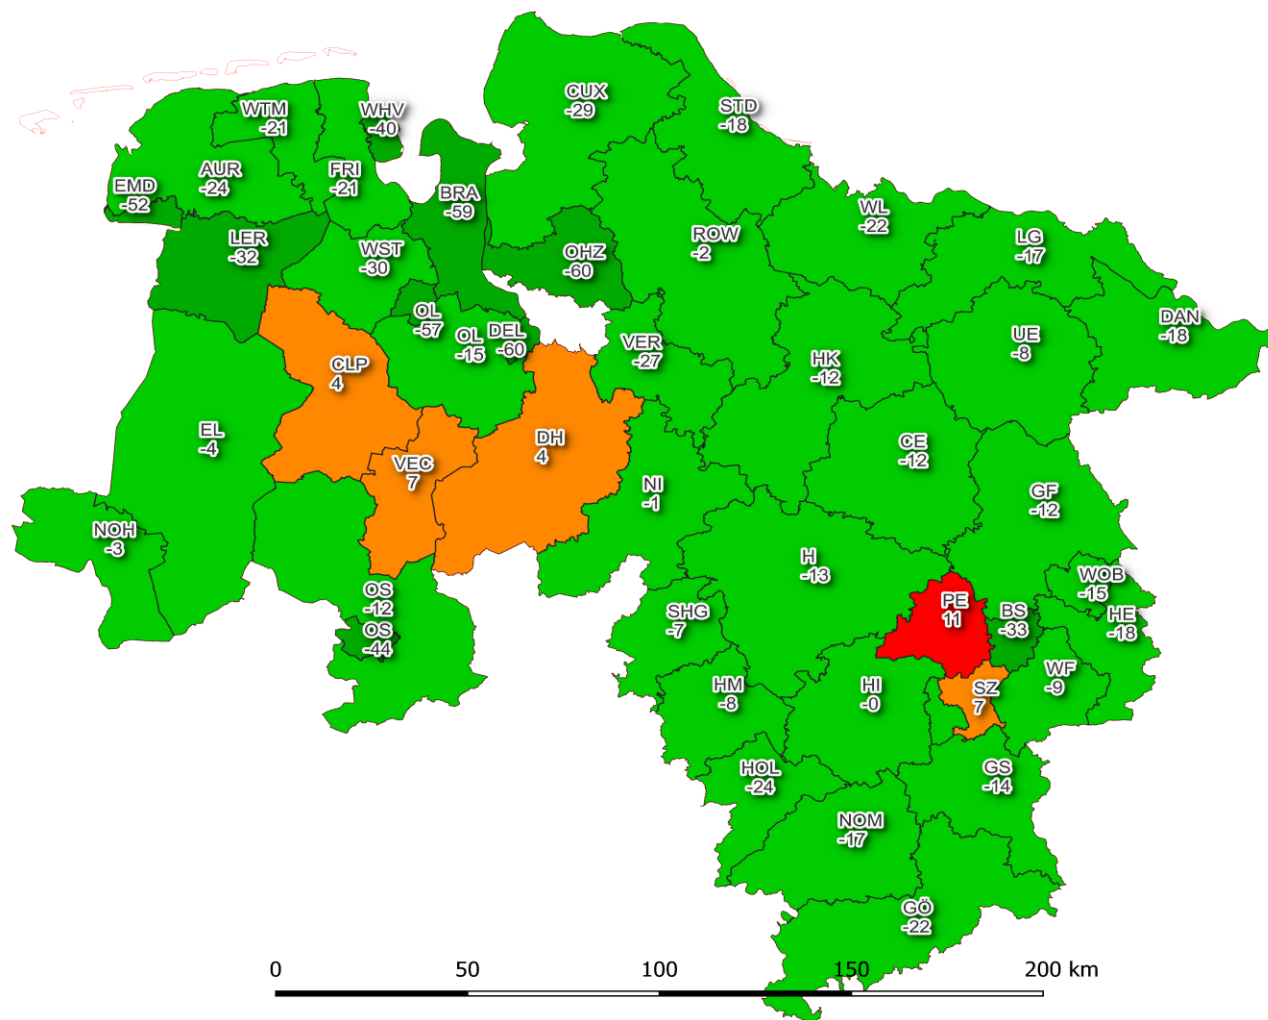 CUX
-29
STD
-18
WTM
-21
WHV
-40
AUR
-24
FRI
-21
EMD
-52
BRA
-59
LER
-32
WST
-30
OHZ
-60
ROW
-2
WL
-22
LG
-17
OL
-57
OL
-15
DEL
-60
VER
-27
HK
-12
UE
-8
DAN
-18
CLP
4
EL
-4
VEC
7
DH
4
CE
-12
NI
-1
GF
-12
NOH
-3
H
-13
WOB
-15
OS
-12
OS
-44
SHG
-7
PE
11
BS
-33
HE
-18
HM
-8
HI
-0
SZ
7
WF
-9
HOL
-24
GS
-14
NOM
-17
GÖ
-22
0 50 100 150 200 km